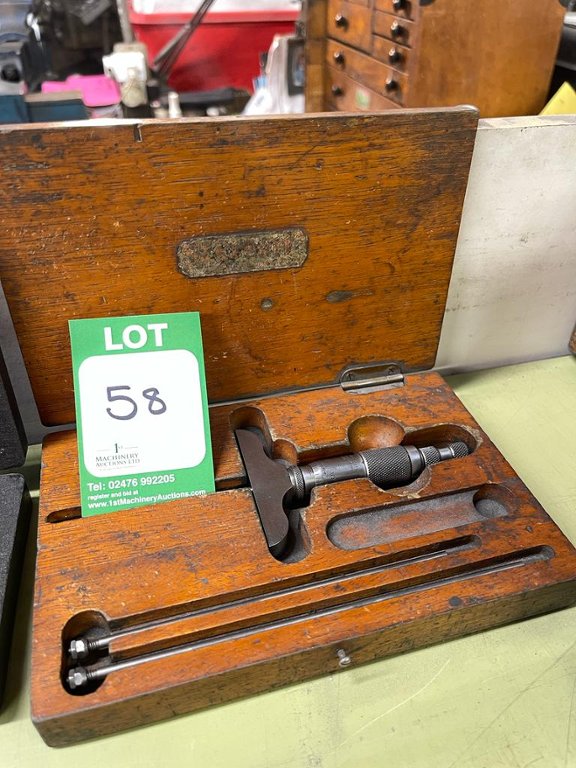 LOT
58
1st
MACHINERY
AUCTIONS LTD
Tel: 02476 992205
register and bid at
www.1stMachineryAuctions.com